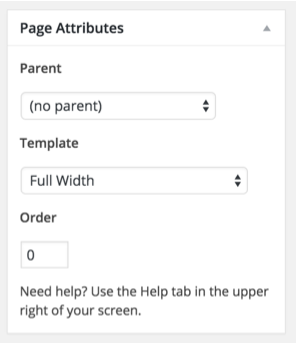 Page Attributes
Parent
(no parent)
Template
Full Width
Order
0
Need help? Use the Help tab in the upper
right of your screen.